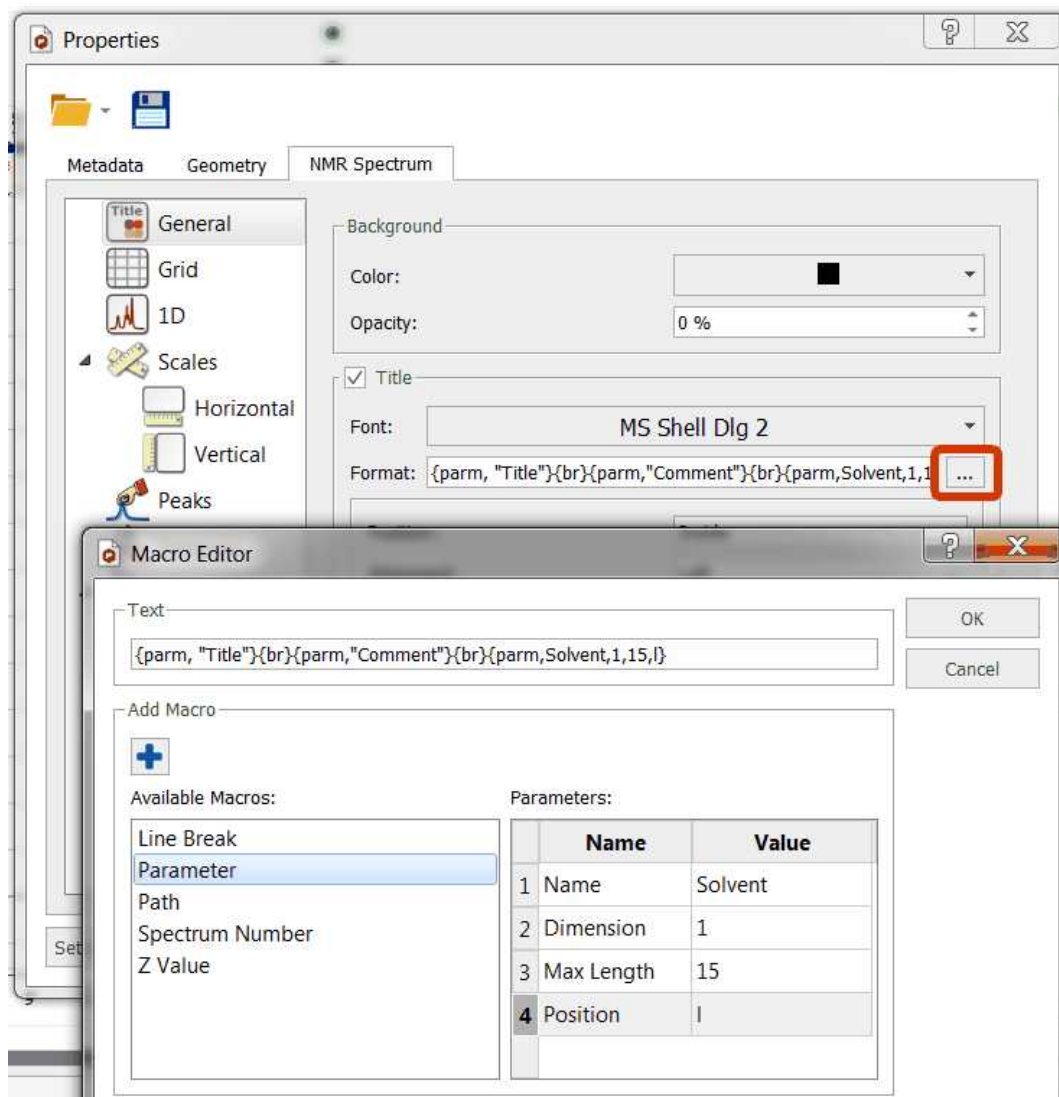 Properties
Metadata Geometry NMR Spectrum
Title
General
Grid
1D
Scales
Horizontal
Vertical
Peaks
Background
Color:
Opacity: 0 %
Title
Font: MS Shell Dlg 2
Format: {parm, "Title"}{br}{parm,"Comment"}{br}{parm,Solvent,1,1 ...
Set
Macro Editor
Text
{parm, "Title"}{br}{parm,"Comment"}{br}{parm,Solvent,1,15,l}
OK
Cancel
Add Macro
Available Macros:
Line Break
Parameter
Path
Spectrum Number
Z Value
Parameters:
Name Value
1 Name Solvent
2 Dimension 1
3 Max Length 15
4 Position l